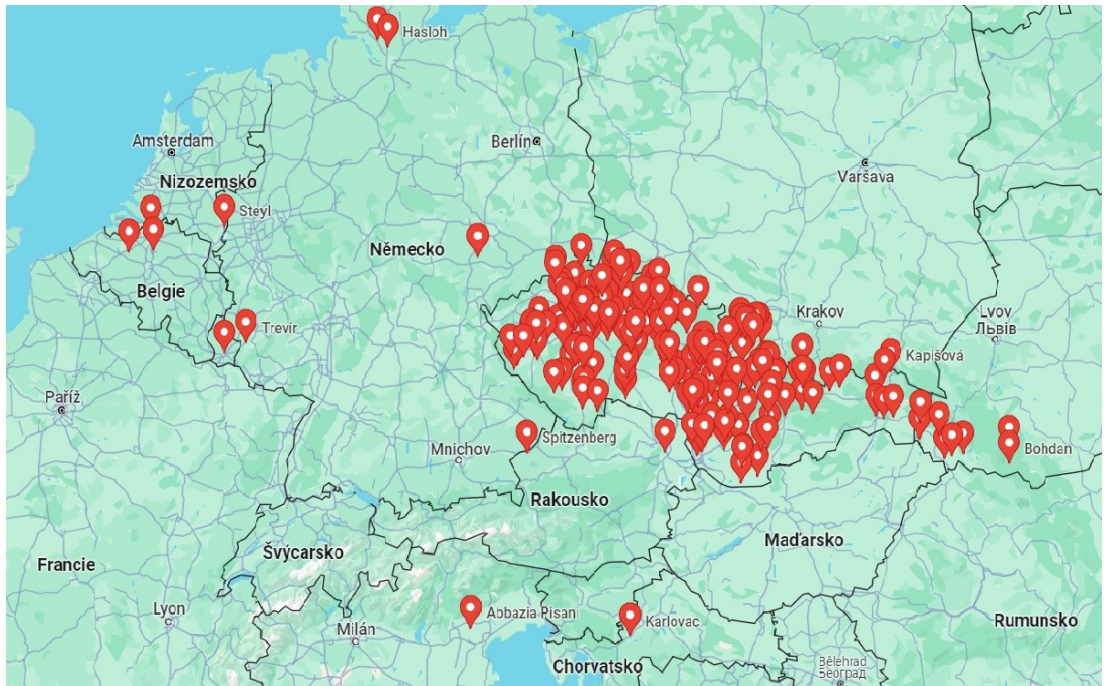 Hasloh
Amsterdam
Berlín
Varšava
Nizozemsko
Steyl
Německo
Belgie
Trevír
Krakov
Lvov
Львів
Kapišová
Paříž
Mnichov
Spitzenberg
Bohdan
Rakousko
Maďarsko
Švýcarsko
Francie
Lyon
Abbazia Pisan
Karlovac
Milán
Rumunsko
Chorvatsko
Bělehrad
Београд